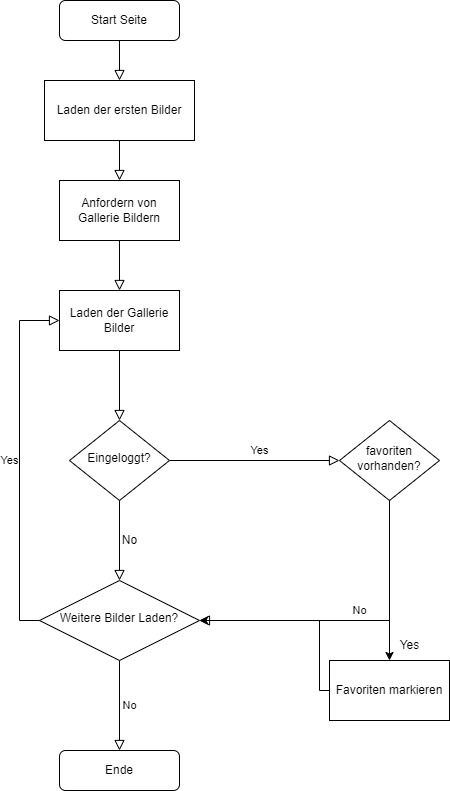 Start Seite
Laden der ersten Bilder
Anfordern von
Gallerie Bildern
Laden der Gallerie
Bilder
Eingeloggt?
Yes
favoriten
vorhanden?
Yes
No
Weitere Bilder Laden?
No
Yes
Favoriten markieren
No
Ende